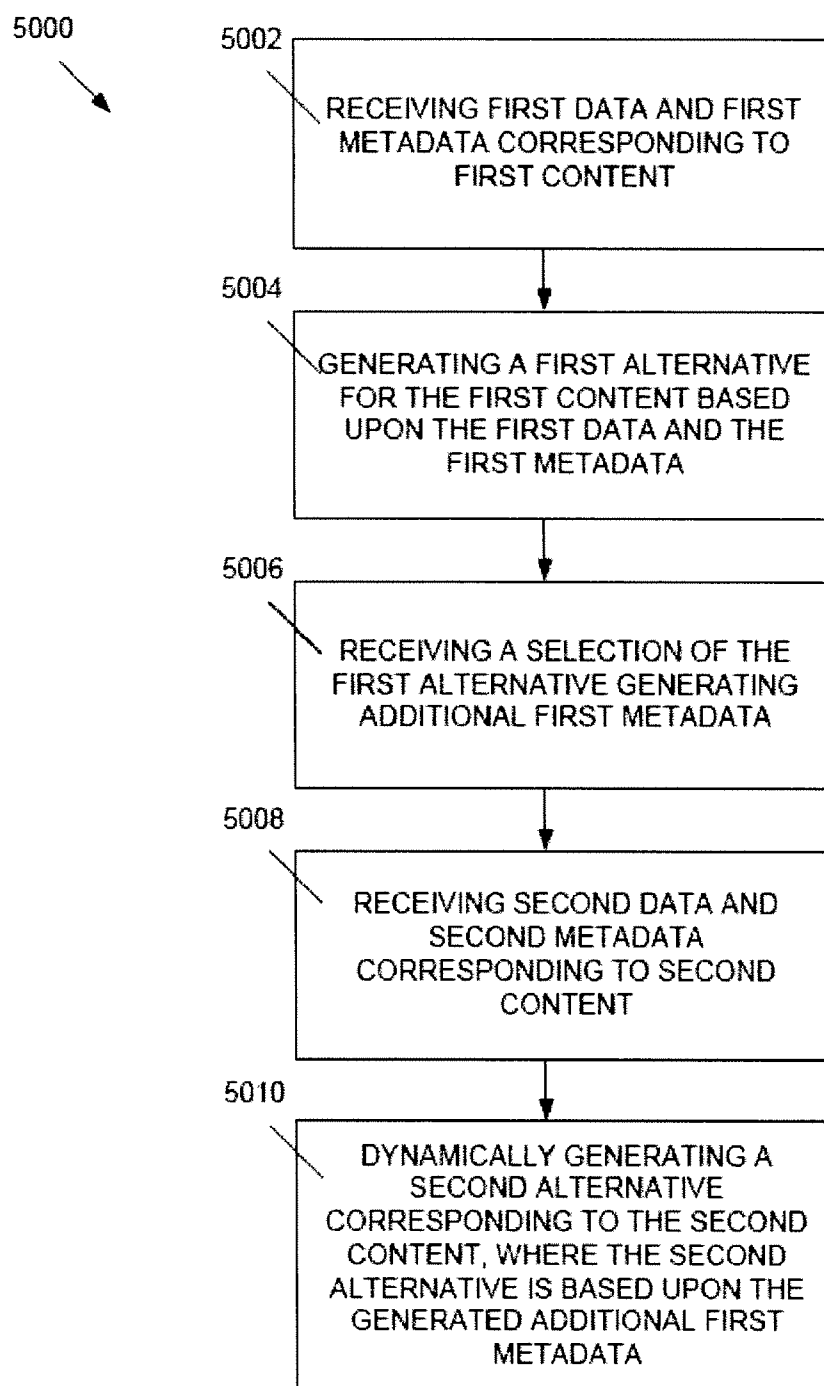 5000
5002
RECEIVING FIRST DATA AND FIRST
METADATA CORRESPONDING TO
FIRST CONTENT
5004
GENERATING A FIRST ALTERNATIVE
FOR THE FIRST CONTENT BASED
UPON THE FIRST DATA AND THE
FIRST METADATA
5006
RECEIVING A SELECTION OF THE
FIRST ALTERNATIVE GENERATING
ADDITIONAL FIRST METADATA
5008
RECEIVING SECOND DATA AND
SECOND METADATA
CORRESPONDING TO SECOND
CONTENT
5010
DYNAMICALLY GENERATING A
SECOND ALTERNATIVE
CORRESPONDING TO THE SECOND
CONTENT, WHERE THE SECOND
ALTERNATIVE IS BASED UPON THE
GENERATED ADDITIONAL FIRST
METADATA